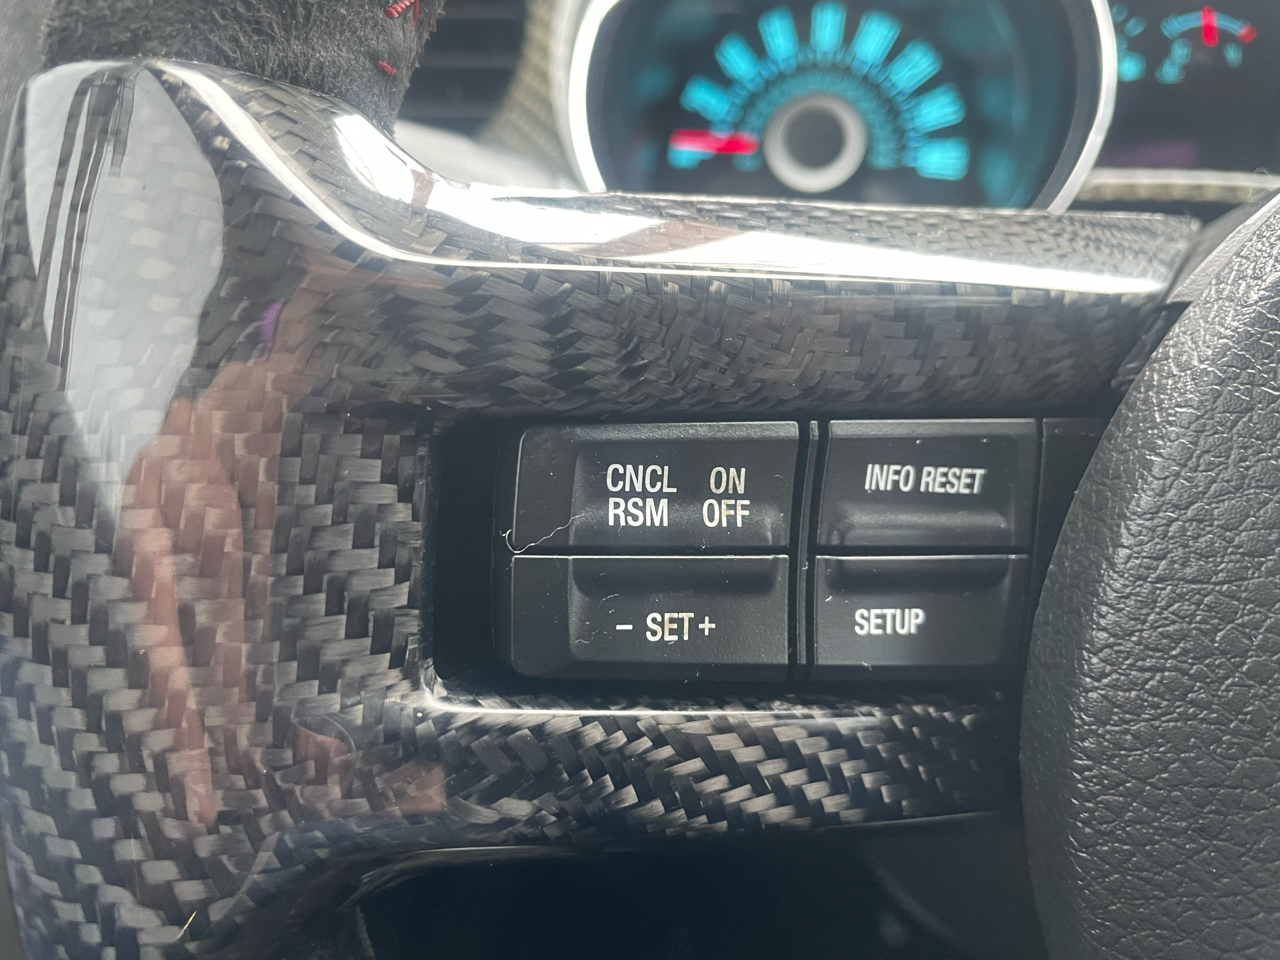 CNCL ON
RSM OFF
INFO RESET
– SET +
SETUP